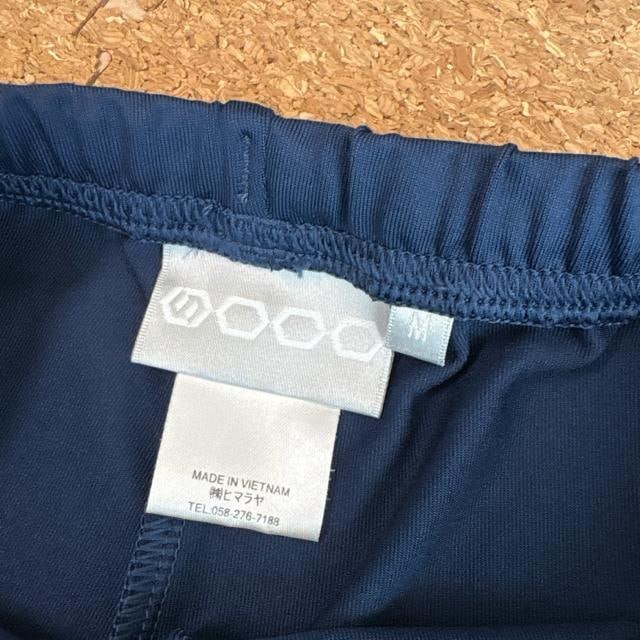 M
MADE IN VIETNAM
㈱ヒマラヤ
TEL:058-276-7188